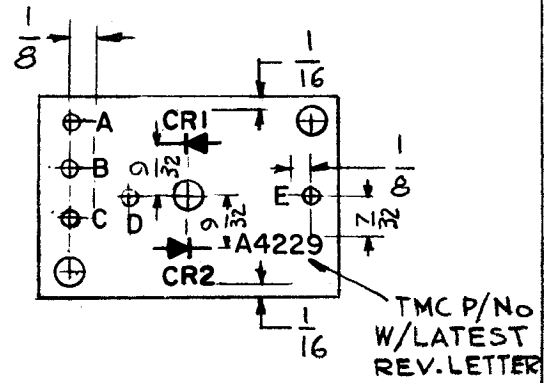 1/8
1/16
A CR1
9/32
B
1/8
D E
C
9/32
7/32
A4229
CR2
1/16
TMC P/No
W/LATEST
REV.LETTER